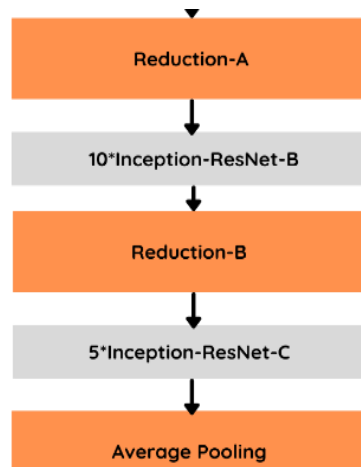 Reduction-A
10*Inception-ResNet-B
Reduction-B
5*Inception-ResNet-C
Average Pooling